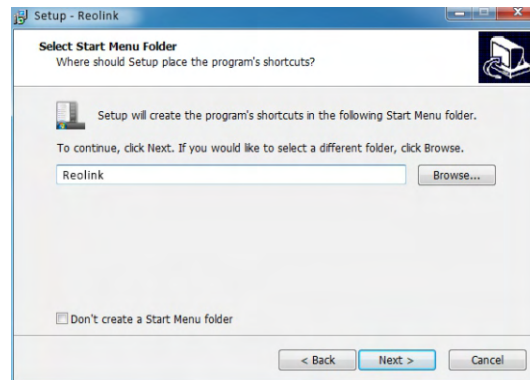 Setup - Reolink
Select Start Menu Folder
Where should Setup place the program's shortcuts?
Setup will create the program's shortcuts in the following Start Menu folder.
To continue, click Next. If you would like to select a different folder, click Browse.
Reolink
Browse...
Don't create a Start Menu folder
< Back
Next >
Cancel